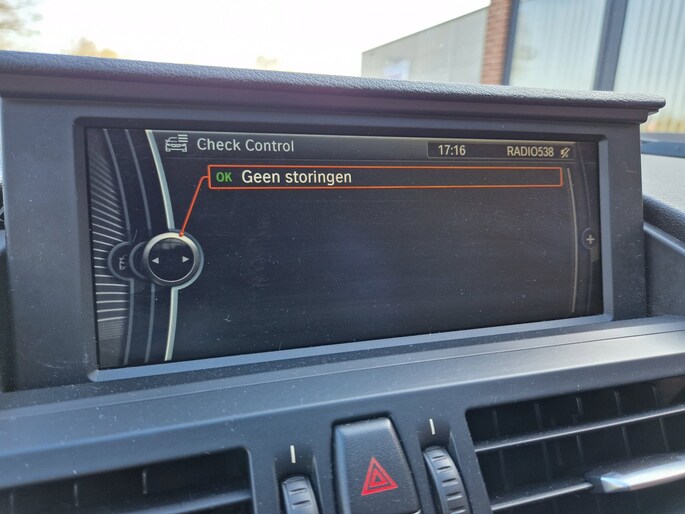 Check Control
17:16
RADIO538
OK Geen storingen